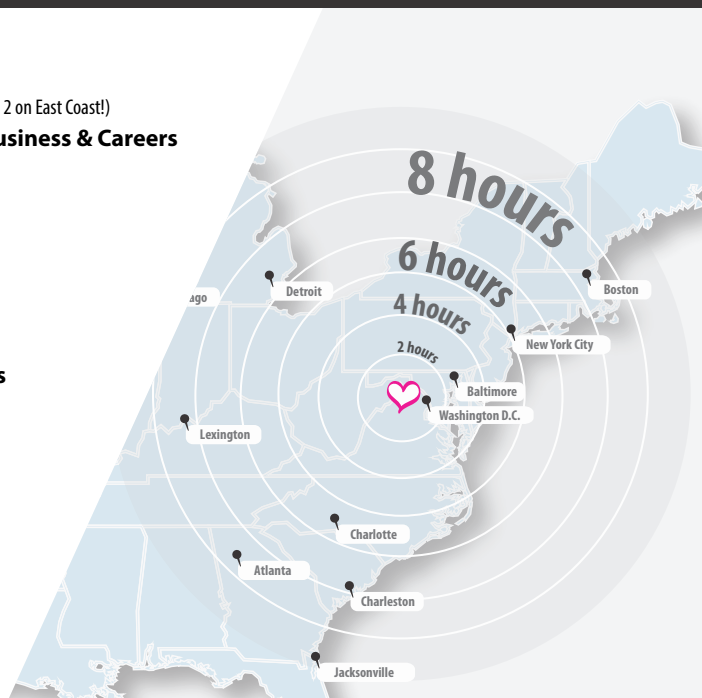 2 on East Coast!)
usiness & Careers
s
8 hours
6 hours
4 hours
2 hours
ago
Detroit
Boston
New York City
Baltimore
Washington D.C.
Lexington
Charlotte
Atlanta
Charleston
Jacksonville